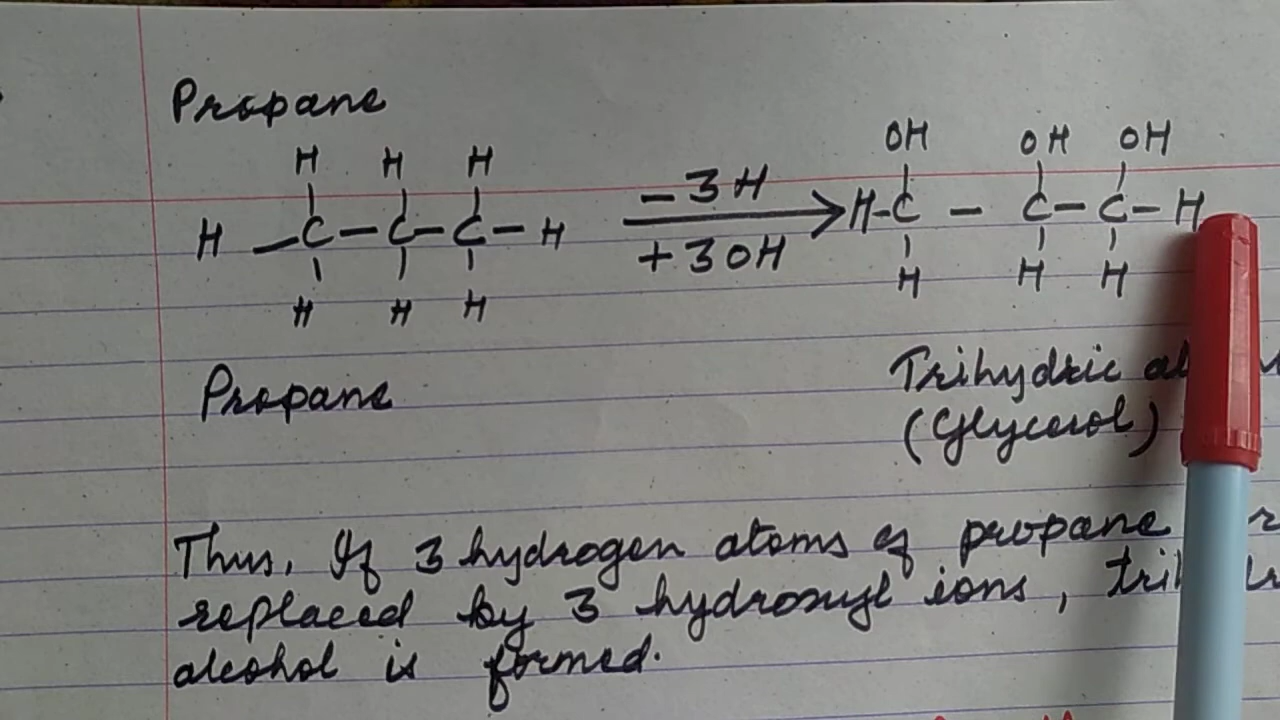 Propane
H H H OH OH OH
H - C - C - C - H - 3H H - C - C - C - H
+ 3OH
H H H H H H
Propane Trihydric
(Glycerol)
Thus, If 3 hydrogen atoms of propane
replaced by 3 hydroxyl ions,
alcohol is formed.